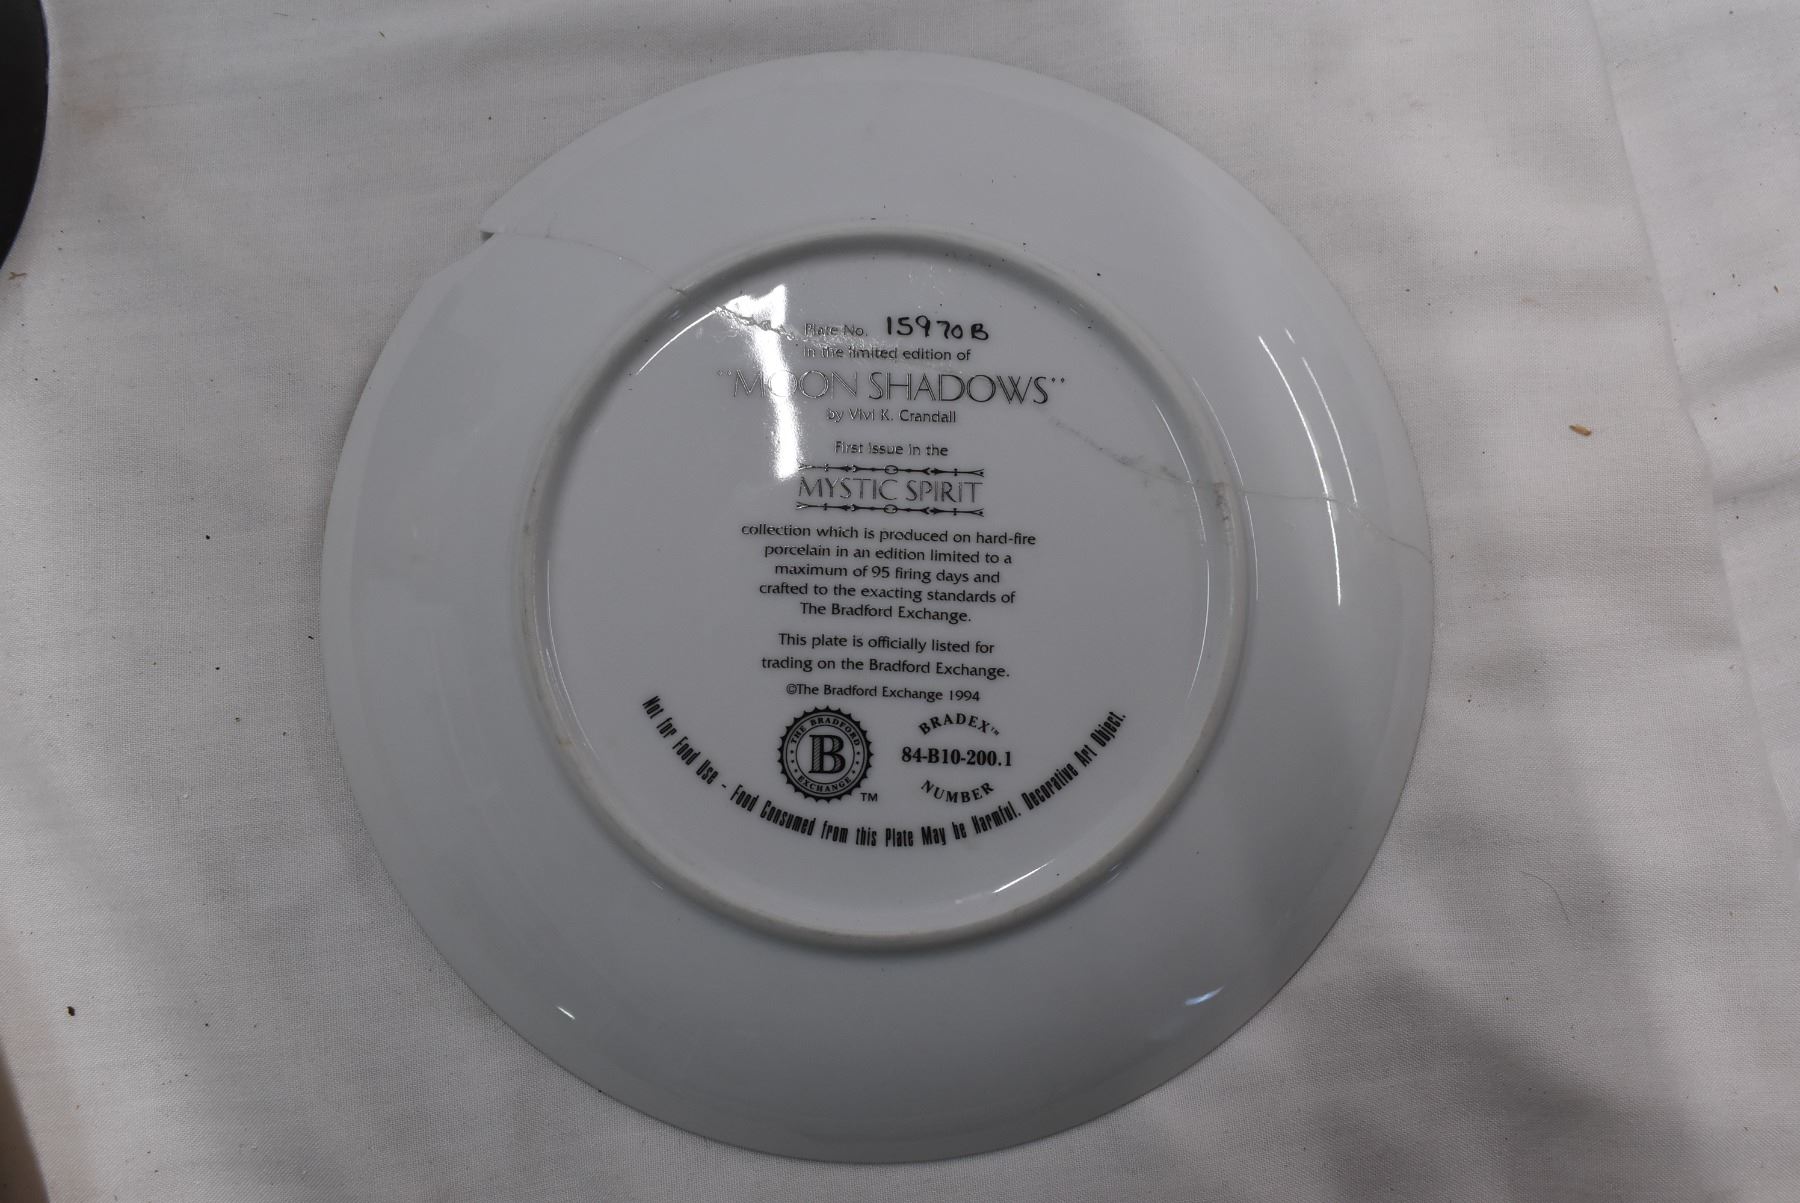 Plate No. 15970B
in the limited edition of
"MOON SHADOWS"
by Vivi K. Crandall
First issue in the
MYSTIC SPIRIT
collection which is produced on hard-fire
porcelain in an edition limited to a
maximum of 95 firing days and
crafted to the exacting standards of
The Bradford Exchange.
This plate is officially listed for
trading on the Bradford Exchange.
©The Bradford Exchange 1994
THE BRADFORD
B
EXCHANGE
TM
BRADEX™
84-B10-200.1
NUMBER
Not for Food Use - Food Consumed from this Plate May be Harmful. Decorative Art Object.